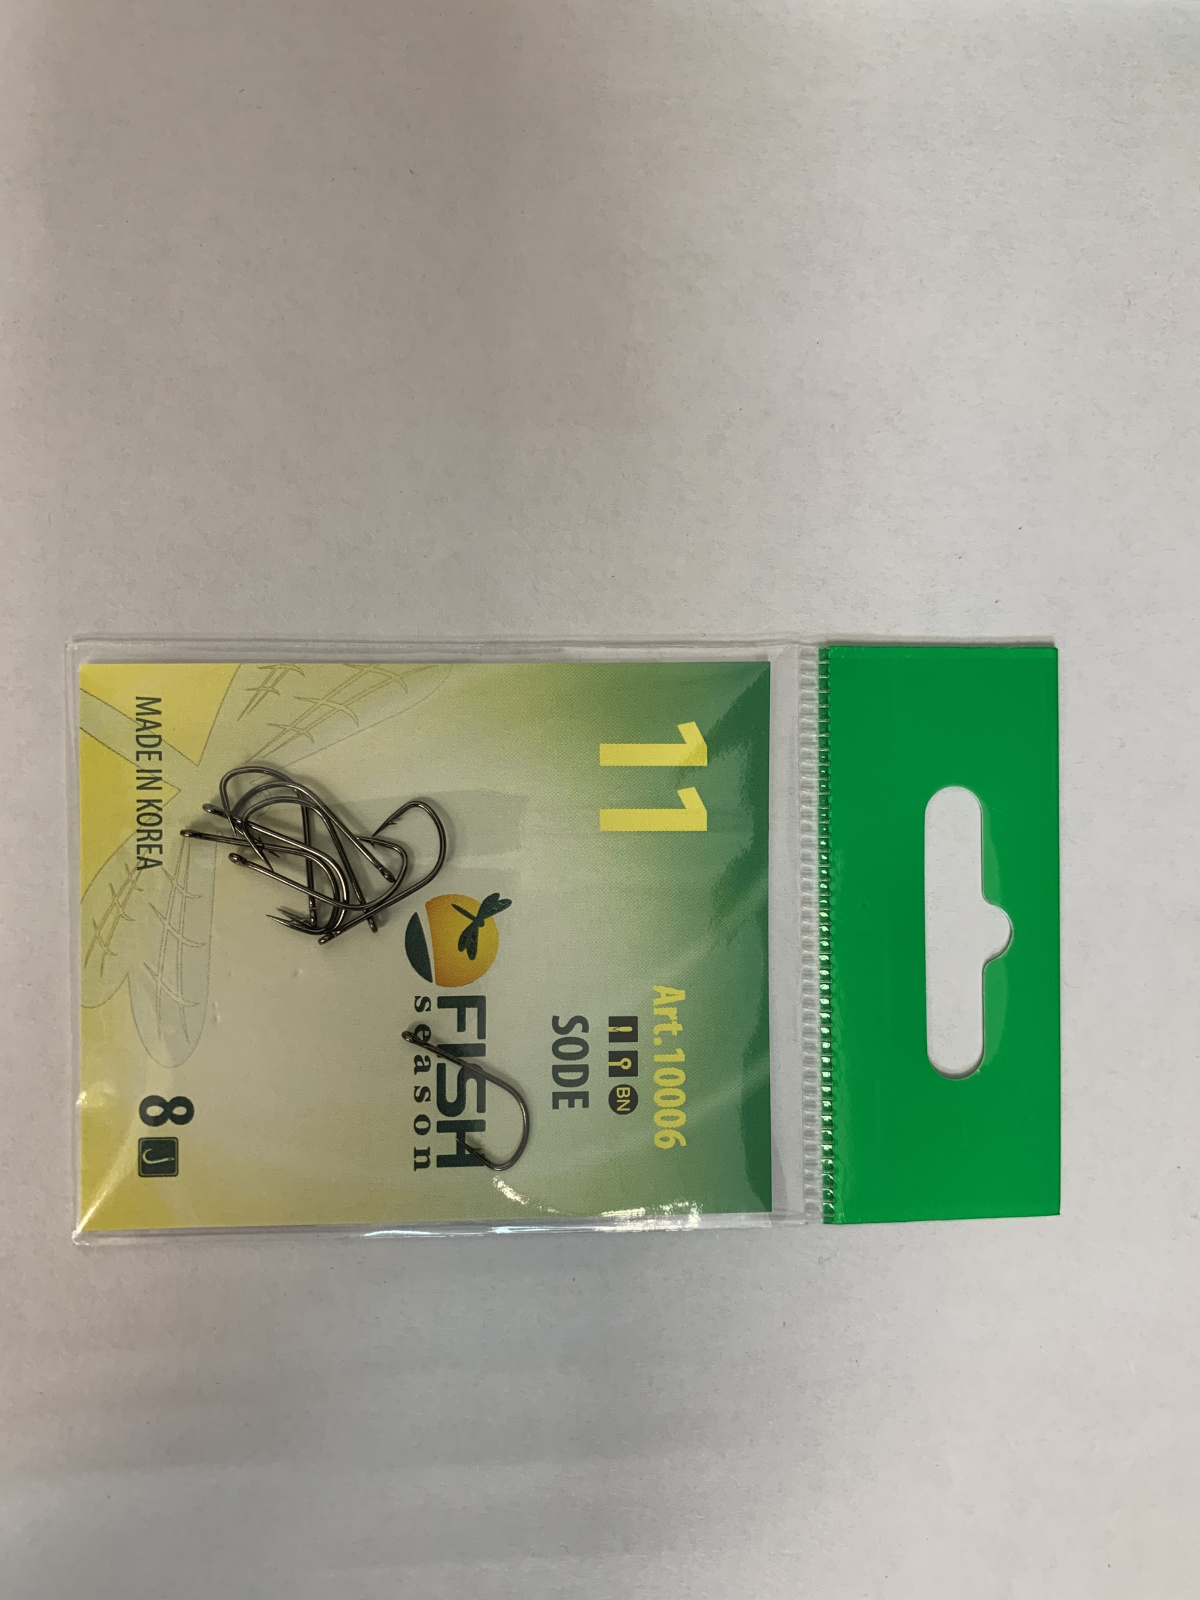 11
Art.10006
BN
SODE
FISH
season
MADE IN KOREA
8